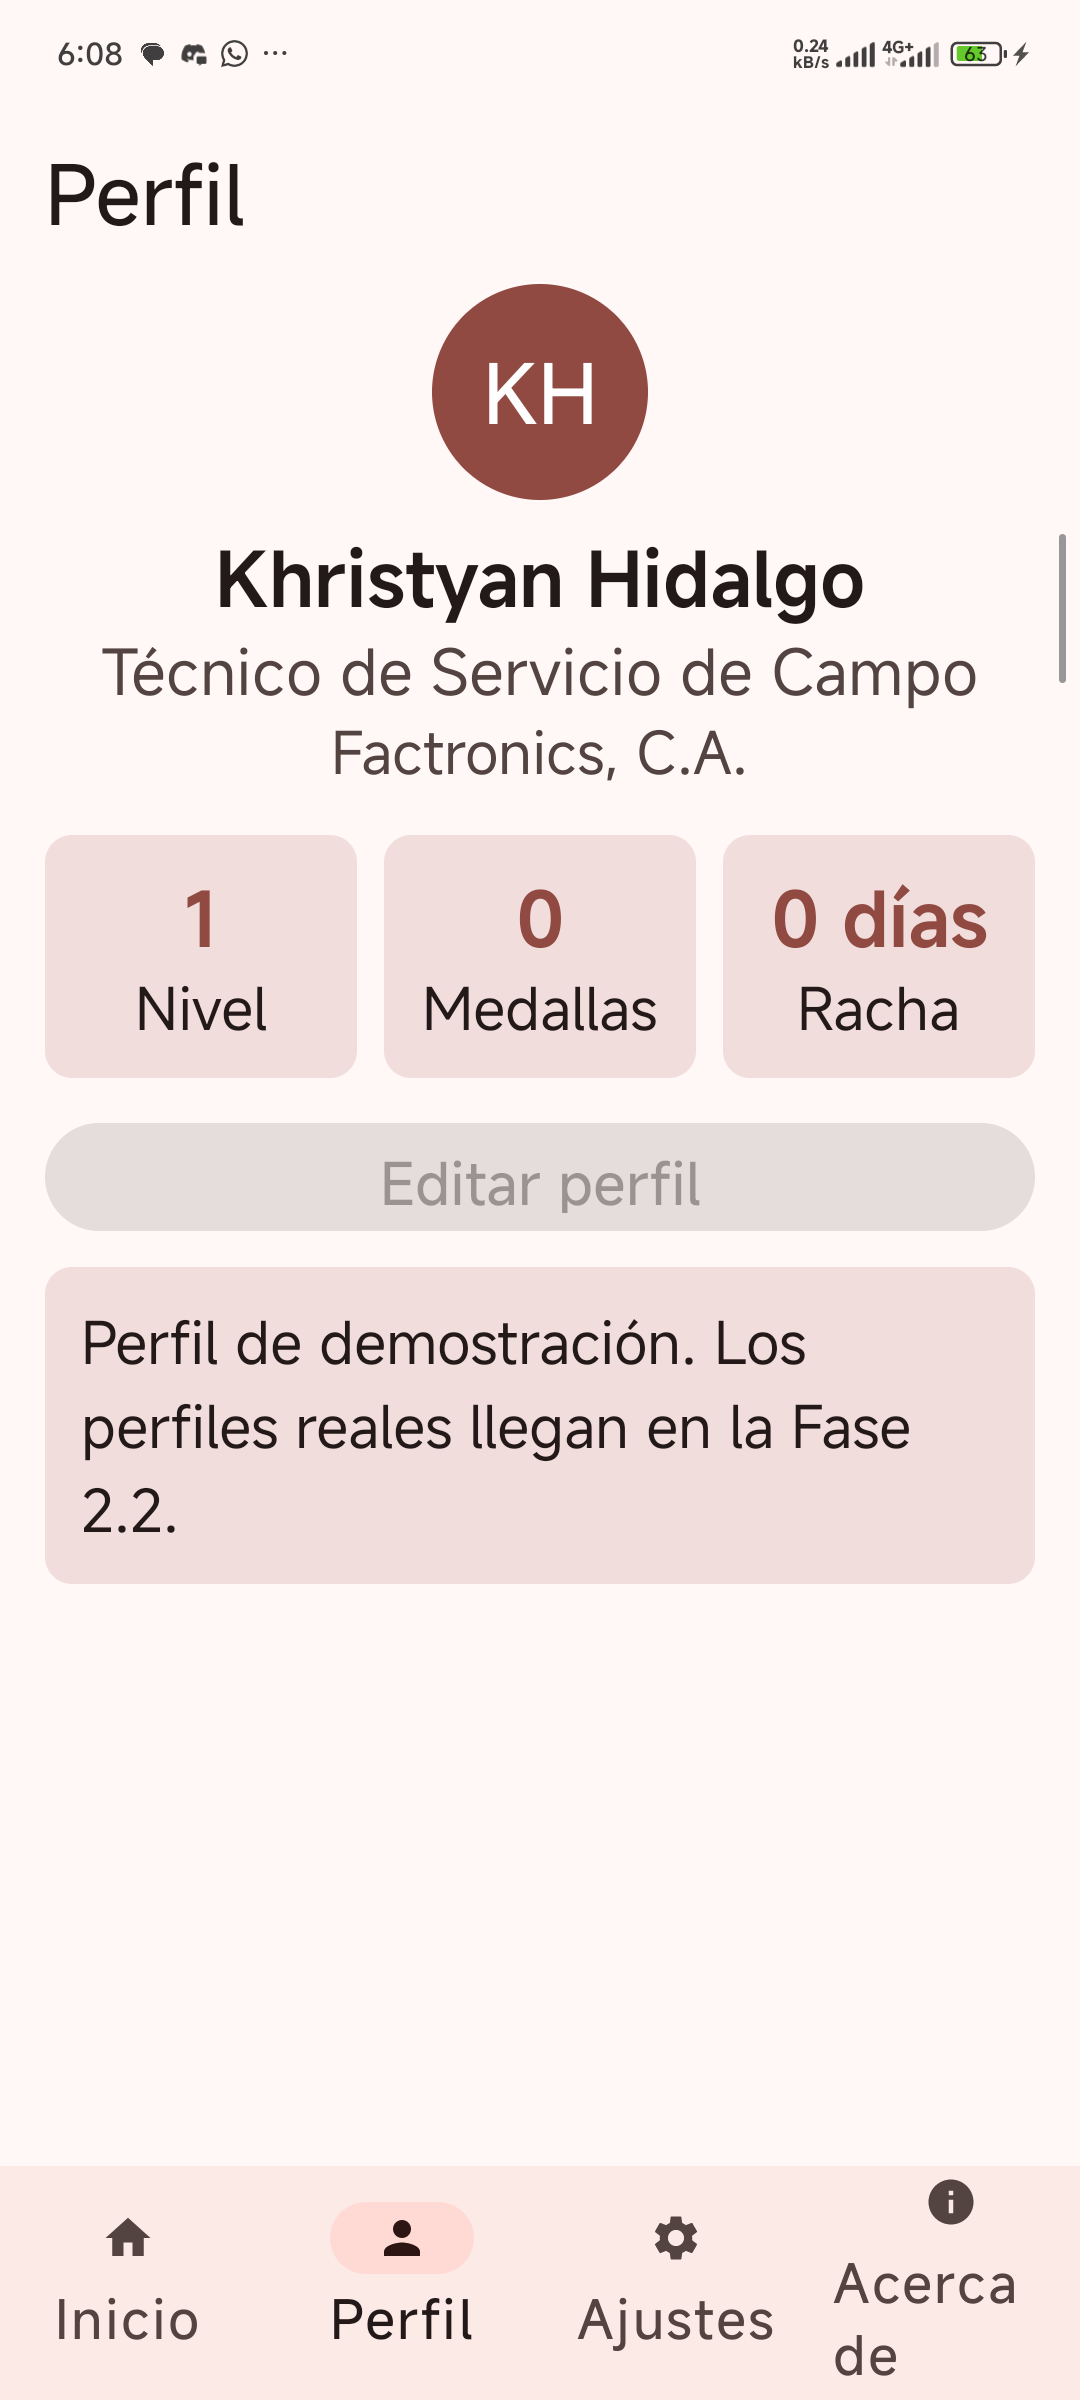 6:08
0.24
kB/s
4G+
63
Perfil
KH
Khristyan Hidalgo
Técnico de Servicio de Campo
Factronics, C.A.
1
Nivel
0
Medallas
0 días
Racha
Editar perfil
Perfil de demostración. Los
perfiles reales llegan en la Fase
2.2.
Inicio
Perfil
Ajustes
Acerca
de